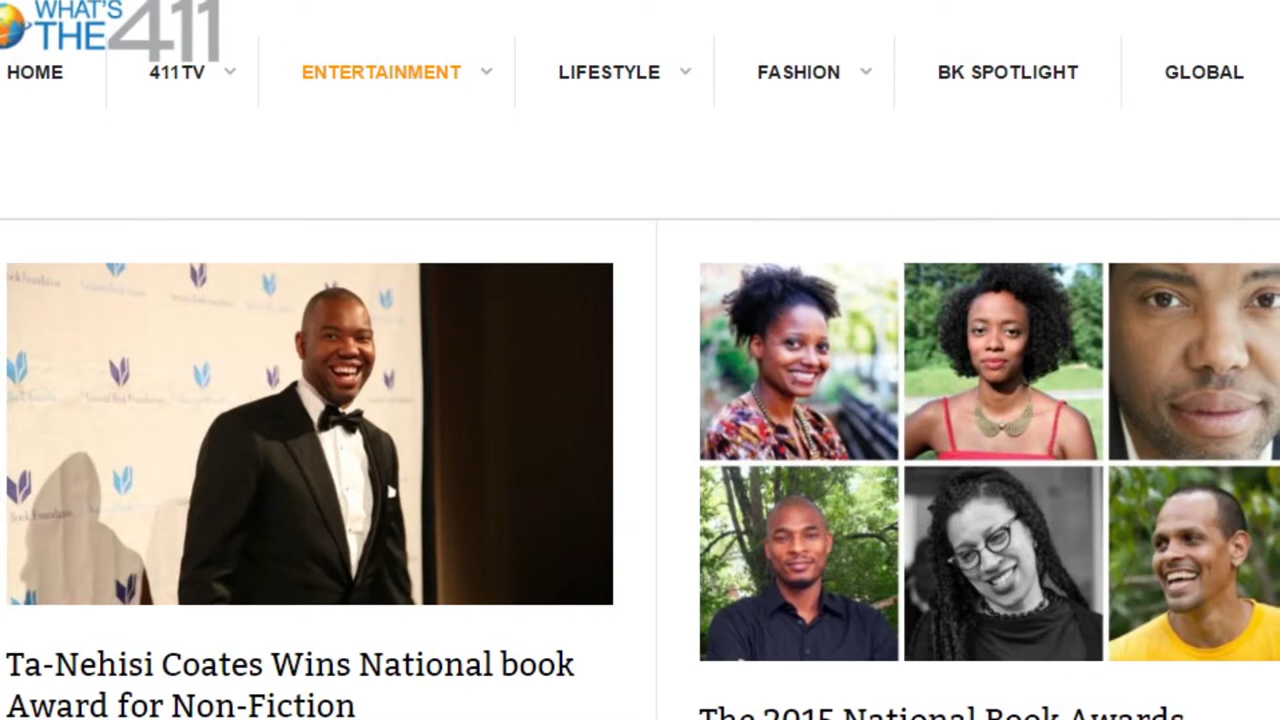 WHAT'S
THE 411
HOME 411TV ENTERTAINMENT LIFESTYLE FASHION BK SPOTLIGHT GLOBAL
Ta-Nehisi Coates Wins National book
Award for Non-Fiction
The 2015 National Book Awards